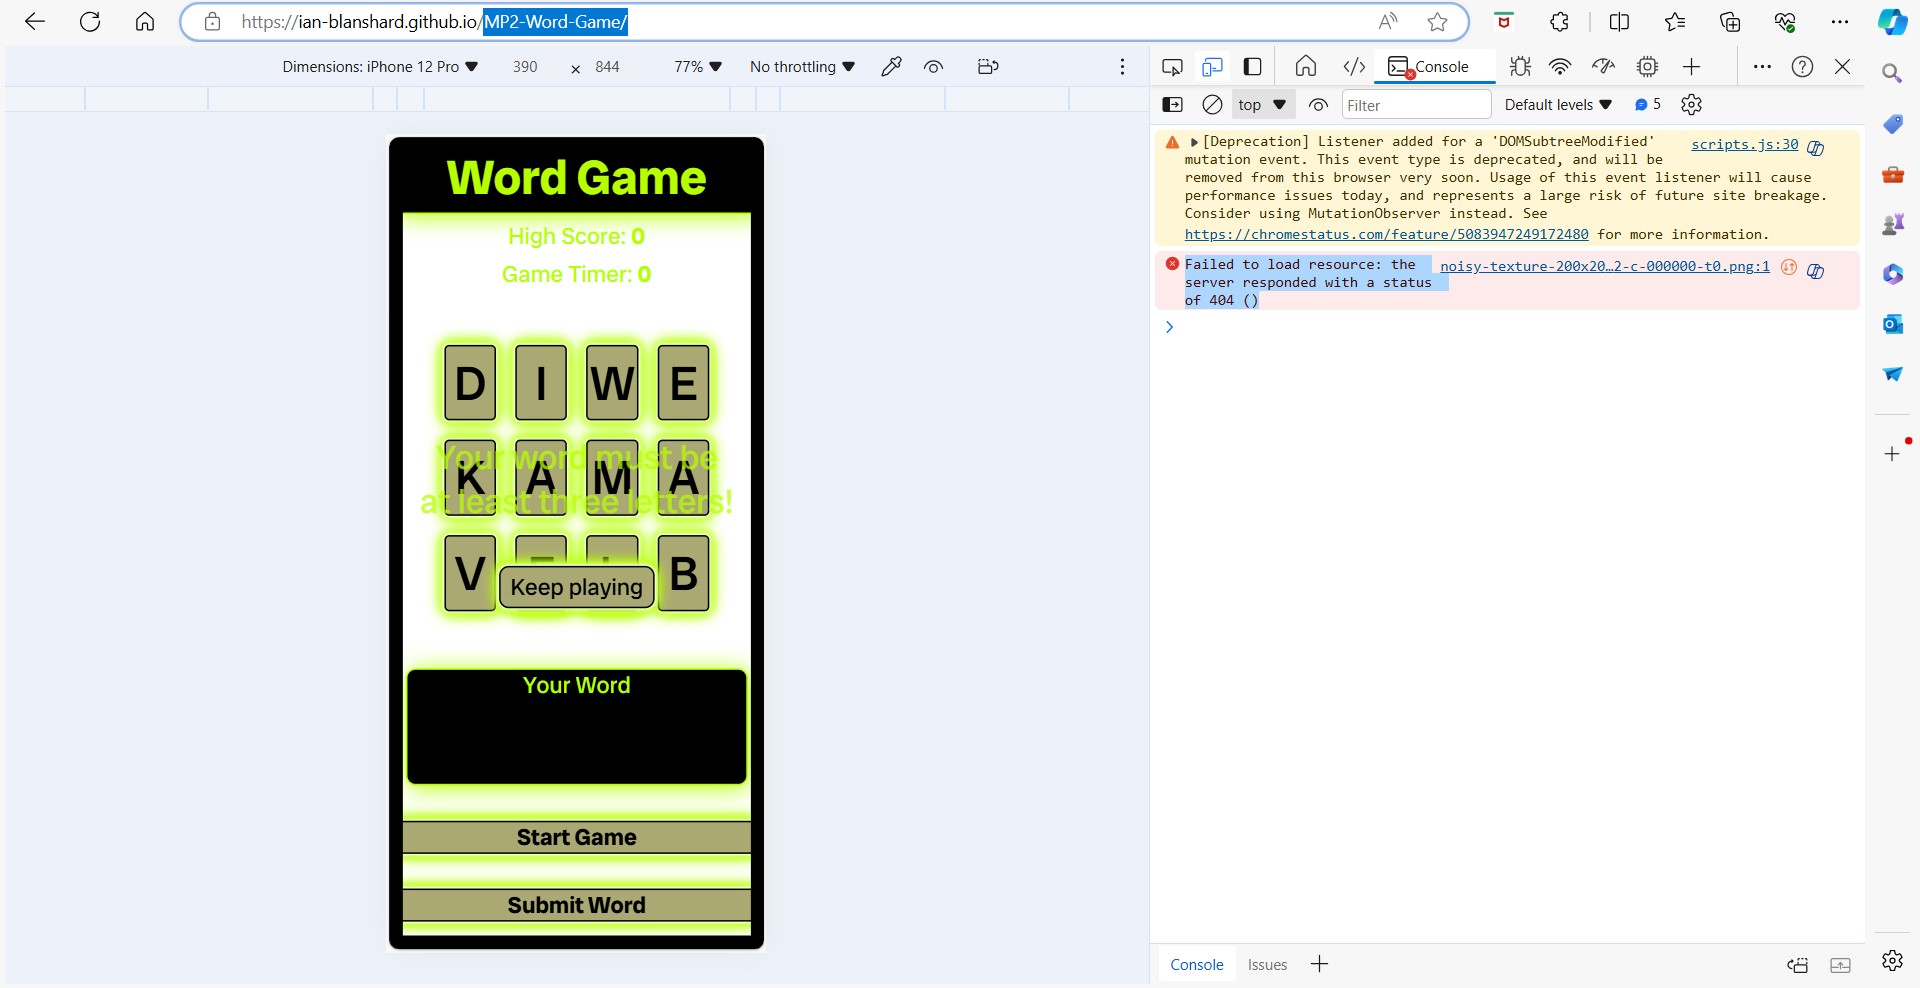 https://ian-blanshard.github.io/MP2-Word-Game/
Dimensions: iPhone 12 Pro 390 × 844 77% No throttling
Console
top Filter Default levels 5
Word Game
High Score: 0
Game Timer: 0
D I W E
K A M A
Your word must be
at least three letters!
V B
Keep playing
Your Word
Start Game
Submit Word
[Deprecation] Listener added for a 'DOMSubtreeModified' scripts.js:30
mutation event. This event type is deprecated, and will be
removed from this browser very soon. Usage of this event listener will cause
performance issues today, and represents a large risk of future site breakage.
Consider using MutationObserver instead. See
https://chromestatus.com/feature/5083947249172480 for more information.
Failed to load resource: the noisy-texture-200x20…2-c-000000-t0.png:1
server responded with a status
of 404 ()
Console Issues